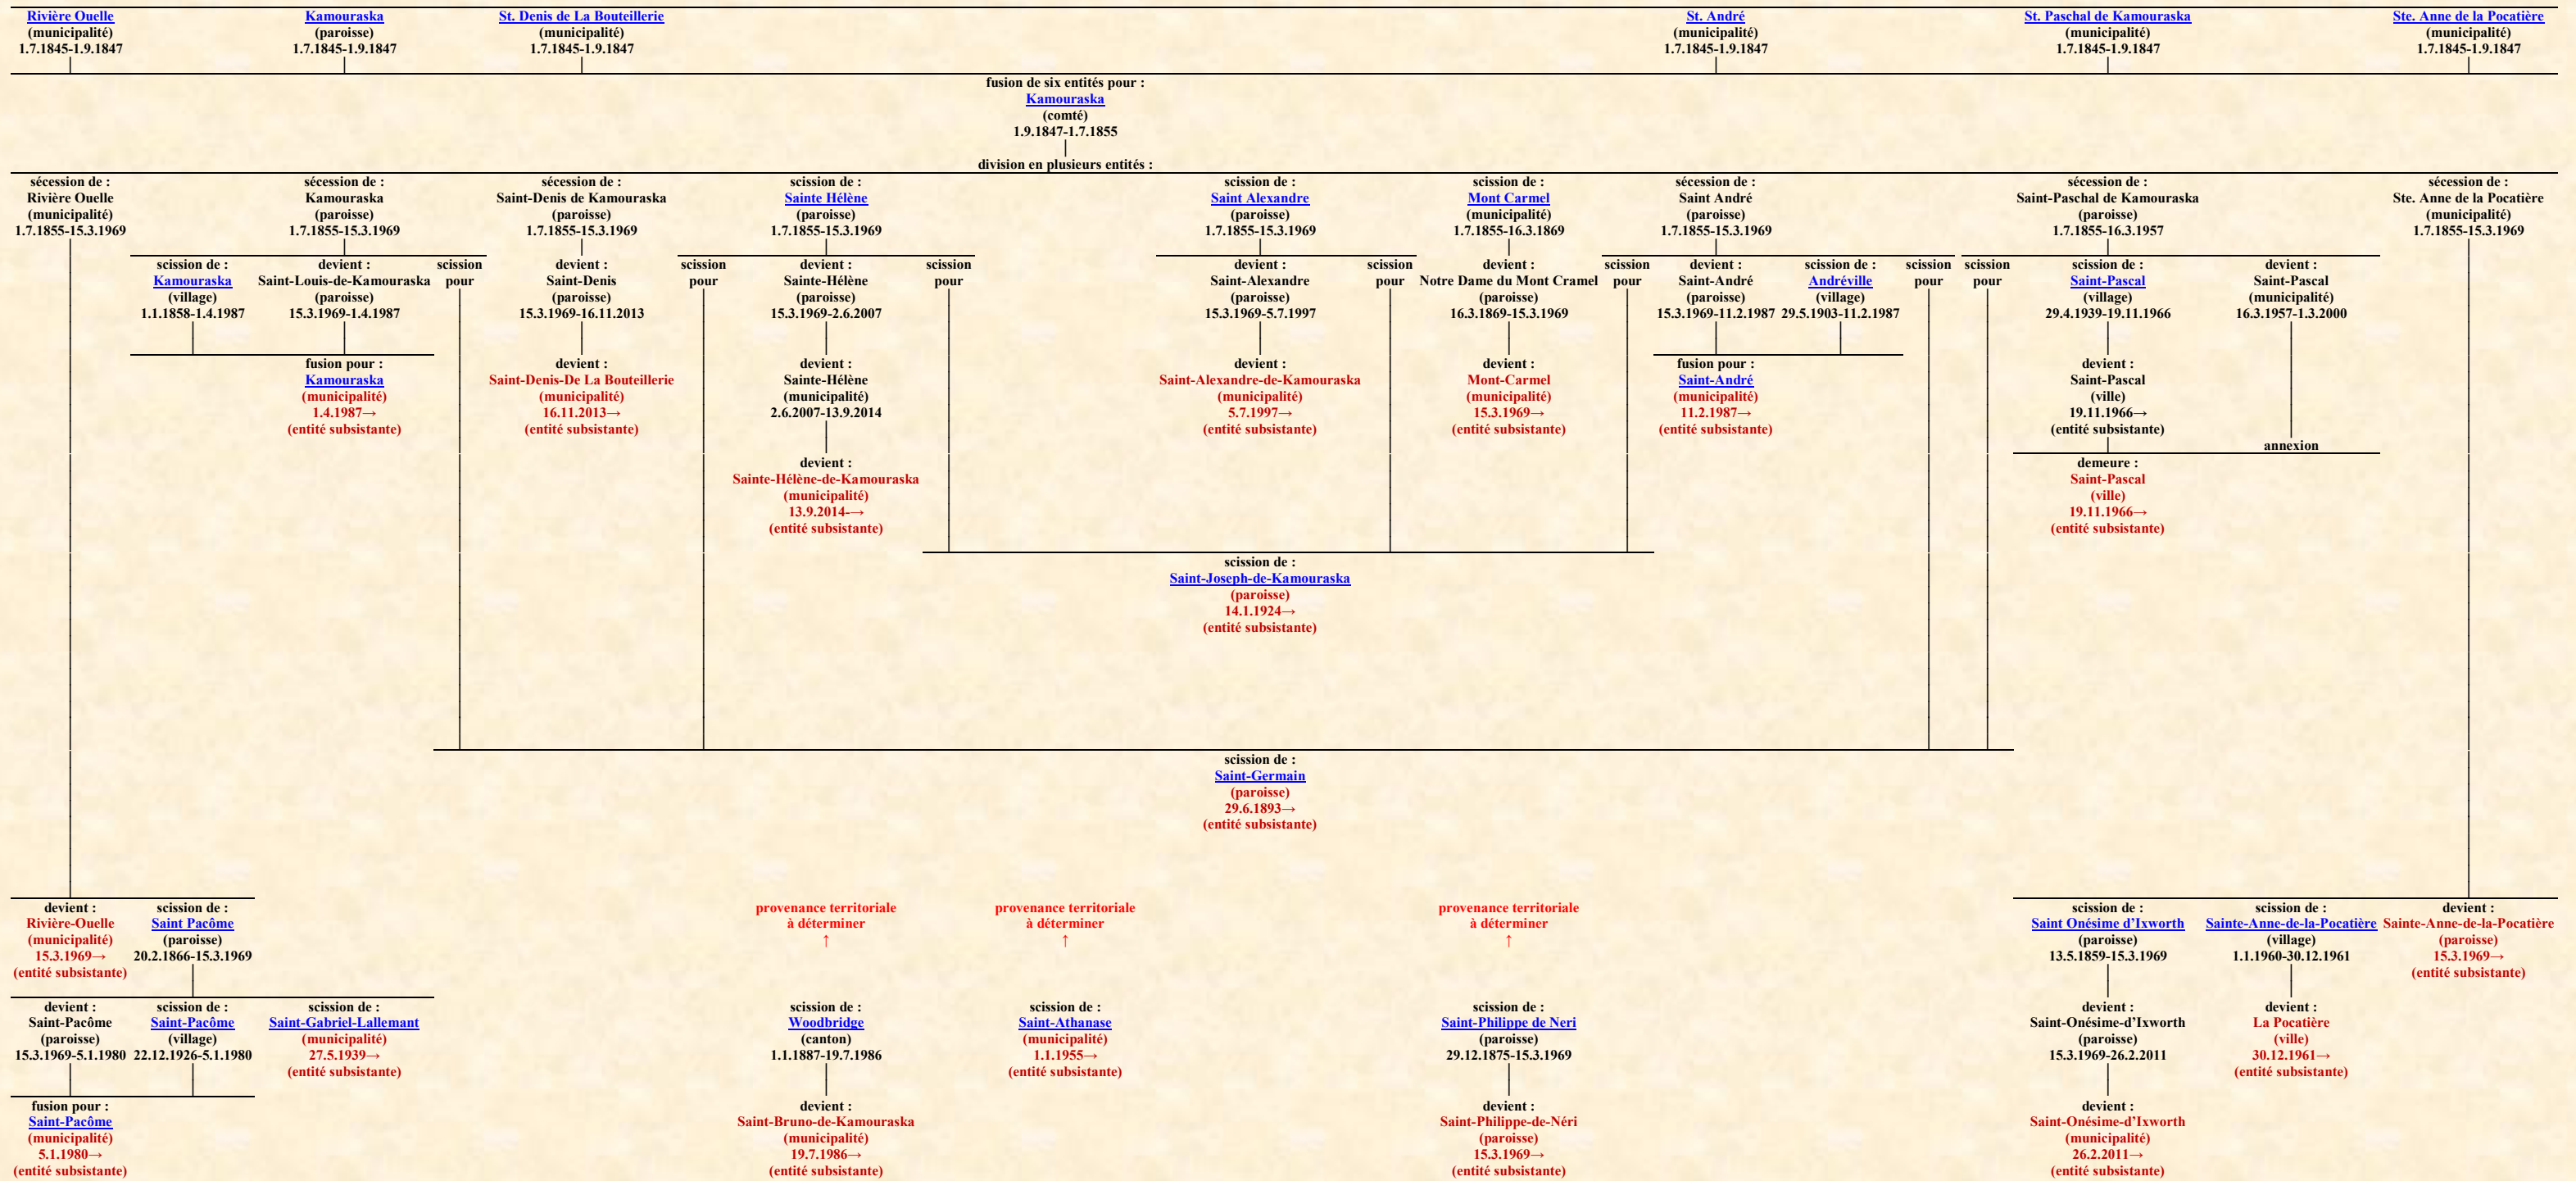 Rivière Ouelle
(municipalité)
1.7.1845-1.9.1847
Kamouraska
(paroisse)
1.7.1845-1.9.1847
St. Denis de La Bouteillerie
(municipalité)
1.7.1845-1.9.1847
St. André
(municipalité)
1.7.1845-1.9.1847
St. Paschal de Kamouraska
(municipalité)
1.7.1845-1.9.1847
Ste. Anne de la Pocatière
(municipalité)
1.7.1845-1.9.1847
fusion de six entités pour :
Kamouraska
(comté)
1.9.1847-1.7.1855
division en plusieurs entités :
sécession de :
Rivière Ouelle
(municipalité)
1.7.1855-15.3.1969
sécession de :
Kamouraska
(paroisse)
1.7.1855-15.3.1969
sécession de :
Saint-Denis de Kamouraska
(paroisse)
1.7.1855-15.3.1969
scission de :
Sainte Hélène
(paroisse)
1.7.1855-15.3.1969
scission de :
Saint Alexandre
(paroisse)
1.7.1855-15.3.1969
scission de :
Mont Carmel
(municipalité)
1.7.1855-16.3.1869
sécession de :
Saint André
(paroisse)
1.7.1855-15.3.1969
sécession de :
Saint-Paschal de Kamouraska
(paroisse)
1.7.1855-16.3.1957
sécession de :
Ste. Anne de la Pocatière
(municipalité)
1.7.1855-15.3.1969
scission de :
Kamouraska
(village)
1.1.1858-1.4.1987
devient :
Saint-Louis-de-Kamouraska
(paroisse)
15.3.1969-1.4.1987
scission
pour
devient :
Saint-Denis
(paroisse)
15.3.1969-16.11.2013
scission
pour
devient :
Sainte-Hélène
(paroisse)
15.3.1969-2.6.2007
scission
pour
devient :
Saint-Alexandre
(paroisse)
15.3.1969-5.7.1997
scission
pour
devient :
Notre Dame du Mont Cramel
(paroisse)
16.3.1869-15.3.1969
scission
pour
devient :
Saint-André
(paroisse)
15.3.1969-11.2.1987
scission de :
Andréville
(village)
29.5.1903-11.2.1987
scission
pour
scission
pour
scission de :
Saint-Pascal
(village)
29.4.1939-19.11.1966
devient :
Saint-Pascal
(municipalité)
16.3.1957-1.3.2000
fusion pour :
Kamouraska
(municipalité)
1.4.1987→
(entité subsistante)
devient :
Saint-Denis-De La Bouteillerie
(municipalité)
16.11.2013→
(entité subsistante)
devient :
Sainte-Hélène
(municipalité)
2.6.2007-13.9.2014
devient :
Saint-Alexandre-de-Kamouraska
(municipalité)
5.7.1997→
(entité subsistante)
devient :
Mont-Carmel
(municipalité)
15.3.1969→
(entité subsistante)
fusion pour :
Saint-André
(municipalité)
11.2.1987→
(entité subsistante)
devient :
Saint-Pascal
(ville)
19.11.1966→
(entité subsistante)
annexion
devient :
Sainte-Hélène-de-Kamouraska
(municipalité)
13.9.2014-→
(entité subsistante)
demeure :
Saint-Pascal
(ville)
19.11.1966→
(entité subsistante)
scission de :
Saint-Joseph-de-Kamouraska
(paroisse)
14.1.1924→
(entité subsistante)
scission de :
Saint-Germain
(paroisse)
29.6.1893→
(entité subsistante)
devient :
Rivière-Ouelle
(municipalité)
15.3.1969→
(entité subsistante)
scission de :
Saint Pacôme
(paroisse)
20.2.1866-15.3.1969
provenance territoriale
à déterminer
↑
provenance territoriale
à déterminer
↑
provenance territoriale
à déterminer
↑
scission de :
Saint Onésime d’Ixworth
(paroisse)
13.5.1859-15.3.1969
scission de :
Sainte-Anne-de-la-Pocatière
(village)
1.1.1960-30.12.1961
devient :
Sainte-Anne-de-la-Pocatière
(paroisse)
15.3.1969→
(entité subsistante)
devient :
Saint-Pacôme
(paroisse)
15.3.1969-5.1.1980
scission de :
Saint-Pacôme
(village)
22.12.1926-5.1.1980
scission de :
Saint-Gabriel-Lallemant
(municipalité)
27.5.1939→
(entité subsistante)
scission de :
Woodbridge
(canton)
1.1.1887-19.7.1986
scission de :
Saint-Athanase
(municipalité)
1.1.1955→
(entité subsistante)
scission de :
Saint-Philippe de Neri
(paroisse)
29.12.1875-15.3.1969
devient :
Saint-Onésime-d’Ixworth
(paroisse)
15.3.1969-26.2.2011
devient :
La Pocatière
(ville)
30.12.1961→
(entité subsistante)
fusion pour :
Saint-Pacôme
(municipalité)
5.1.1980→
(entité subsistante)
devient :
Saint-Bruno-de-Kamouraska
(municipalité)
19.7.1986→
(entité subsistante)
devient :
Saint-Philippe-de-Néri
(paroisse)
15.3.1969→
(entité subsistante)
devient :
Saint-Onésime-d’Ixworth
(municipalité)
26.2.2011→
(entité subsistante)